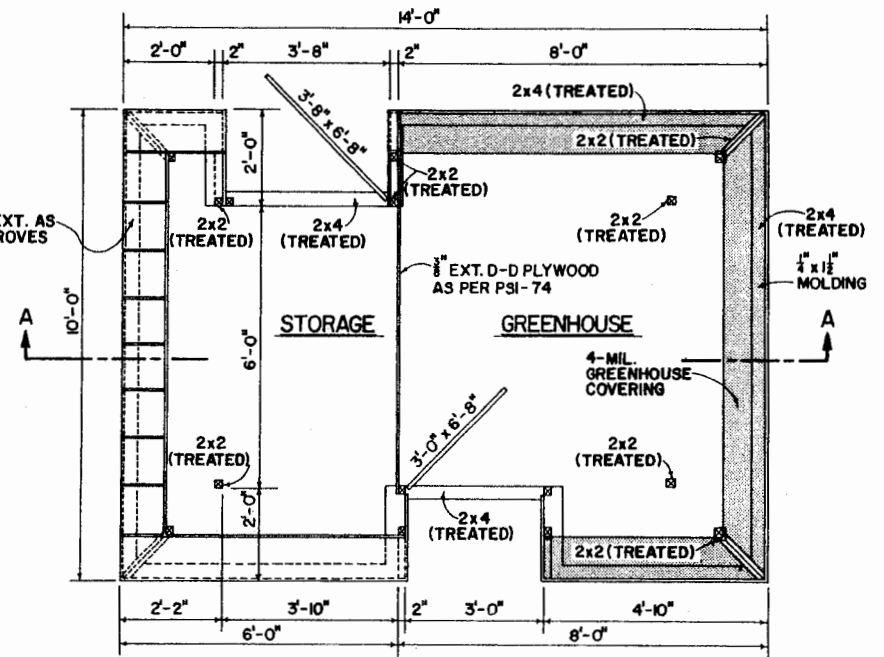 14'-0"
2'-0" 2" 3'-8" 2" 8'-0"
2x4 (TREATED)
3'-8" x 6'-8"
2'-0"
2x2 (TREATED)
2x2
(TREATED)
2x2
(TREATED)
2x4
(TREATED)
2x2
(TREATED)
2x4
(TREATED)
EXT. AS
ROVES
10'-0"
3/8" EXT. D-D PLYWOOD
AS PER PSI-74
1/4" x 1 1/2"
MOLDING
A
STORAGE
GREENHOUSE
A
6'-0"
4-MIL.
GREENHOUSE
COVERING
3'-0" x 6'-8"
2x2
(TREATED)
2x2
(TREATED)
2'-0"
2x4
(TREATED)
2x2 (TREATED)
2'-2" 3'-10" 2" 3'-0" 4'-10"
6'-0" 8'-0"